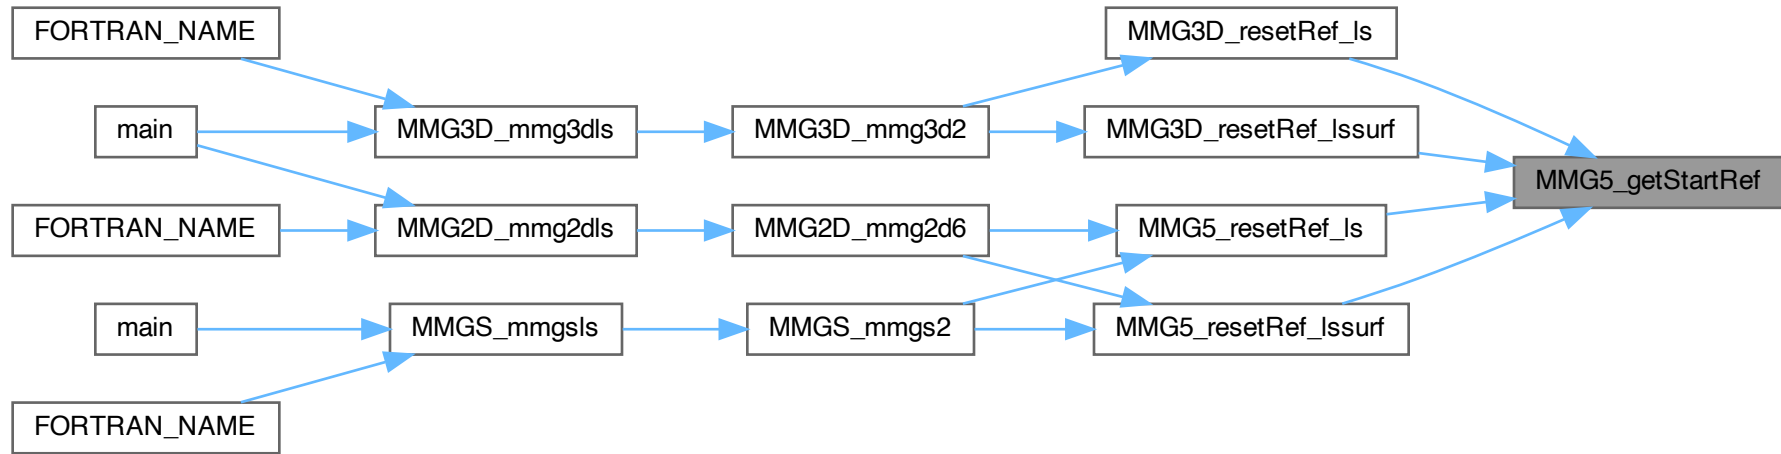 FORTRAN_NAME
MMG3D_resetRef_ls
main
MMG3D_mmg3dls
MMG3D_mmg3d2
MMG3D_resetRef_lssurf
MMG5_getStartRef
FORTRAN_NAME
MMG2D_mmg2dls
MMG2D_mmg2d6
MMG5_resetRef_ls
main
MMGS_mmgsls
MMGS_mmgs2
MMG5_resetRef_lssurf
FORTRAN_NAME